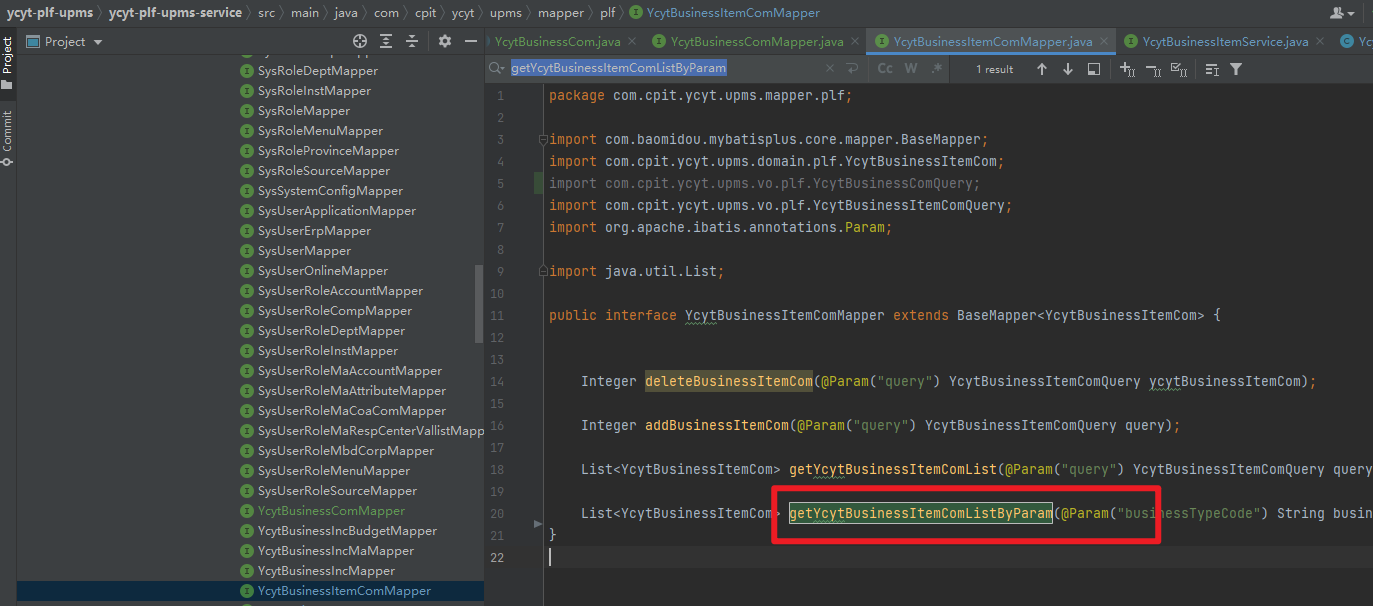 ycyt-plf-upms › ycyt-plf-upms-service › src › main › java › com › cpit › ycyt › upms › mapper › plf › YcytBusinessItemComMapper
Project
Commit
Project
YcytBusinessCom.java
YcytBusinessComMapper.java
YcytBusinessItemComMapper.java
YcytBusinessItemService.java
Yc
getYcytBusinessItemComListByParam
Cc W .* 1 result
SysRoleDeptMapper
SysRoleInstMapper
SysRoleMapper
SysRoleMenuMapper
SysRoleProvinceMapper
SysRoleSourceMapper
SysSystemConfigMapper
SysUserApplicationMapper
SysUserErpMapper
SysUserMapper
SysUserOnlineMapper
SysUserRoleAccountMapper
SysUserRoleCompMapper
SysUserRoleDeptMapper
SysUserRoleInstMapper
SysUserRoleMaAccountMapper
SysUserRoleMaAttributeMapper
SysUserRoleMaCoaComMapper
SysUserRoleMaRespCenterVallistMapp
SysUserRoleMbdCorpMapper
SysUserRoleMenuMapper
SysUserRoleSourceMapper
YcytBusinessComMapper
YcytBusinessIncBudgetMapper
YcytBusinessIncMaMapper
YcytBusinessIncMapper
YcytBusinessItemComMapper
1 package com.cpit.ycyt.upms.mapper.plf;
2
3 import com.baomidou.mybatisplus.core.mapper.BaseMapper;
4 import com.cpit.ycyt.upms.domain.plf.YcytBusinessItemCom;
5 import com.cpit.ycyt.upms.vo.plf.YcytBusinessComQuery;
6 import com.cpit.ycyt.upms.vo.plf.YcytBusinessItemComQuery;
7 import org.apache.ibatis.annotations.Param;
8
9 import java.util.List;
10
11 public interface YcytBusinessItemComMapper extends BaseMapper<YcytBusinessItemCom> {
12
13
14 Integer deleteBusinessItemCom(@Param("query") YcytBusinessItemComQuery ycytBusinessItemCom);
15
16 Integer addBusinessItemCom(@Param("query") YcytBusinessItemComQuery query);
17
18 List<YcytBusinessItemCom> getYcytBusinessItemComList(@Param("query") YcytBusinessItemComQuery query
19
20 List<YcytBusinessItemCom> getYcytBusinessItemComListByParam(@Param("businessTypeCode") String busin
21 }
22